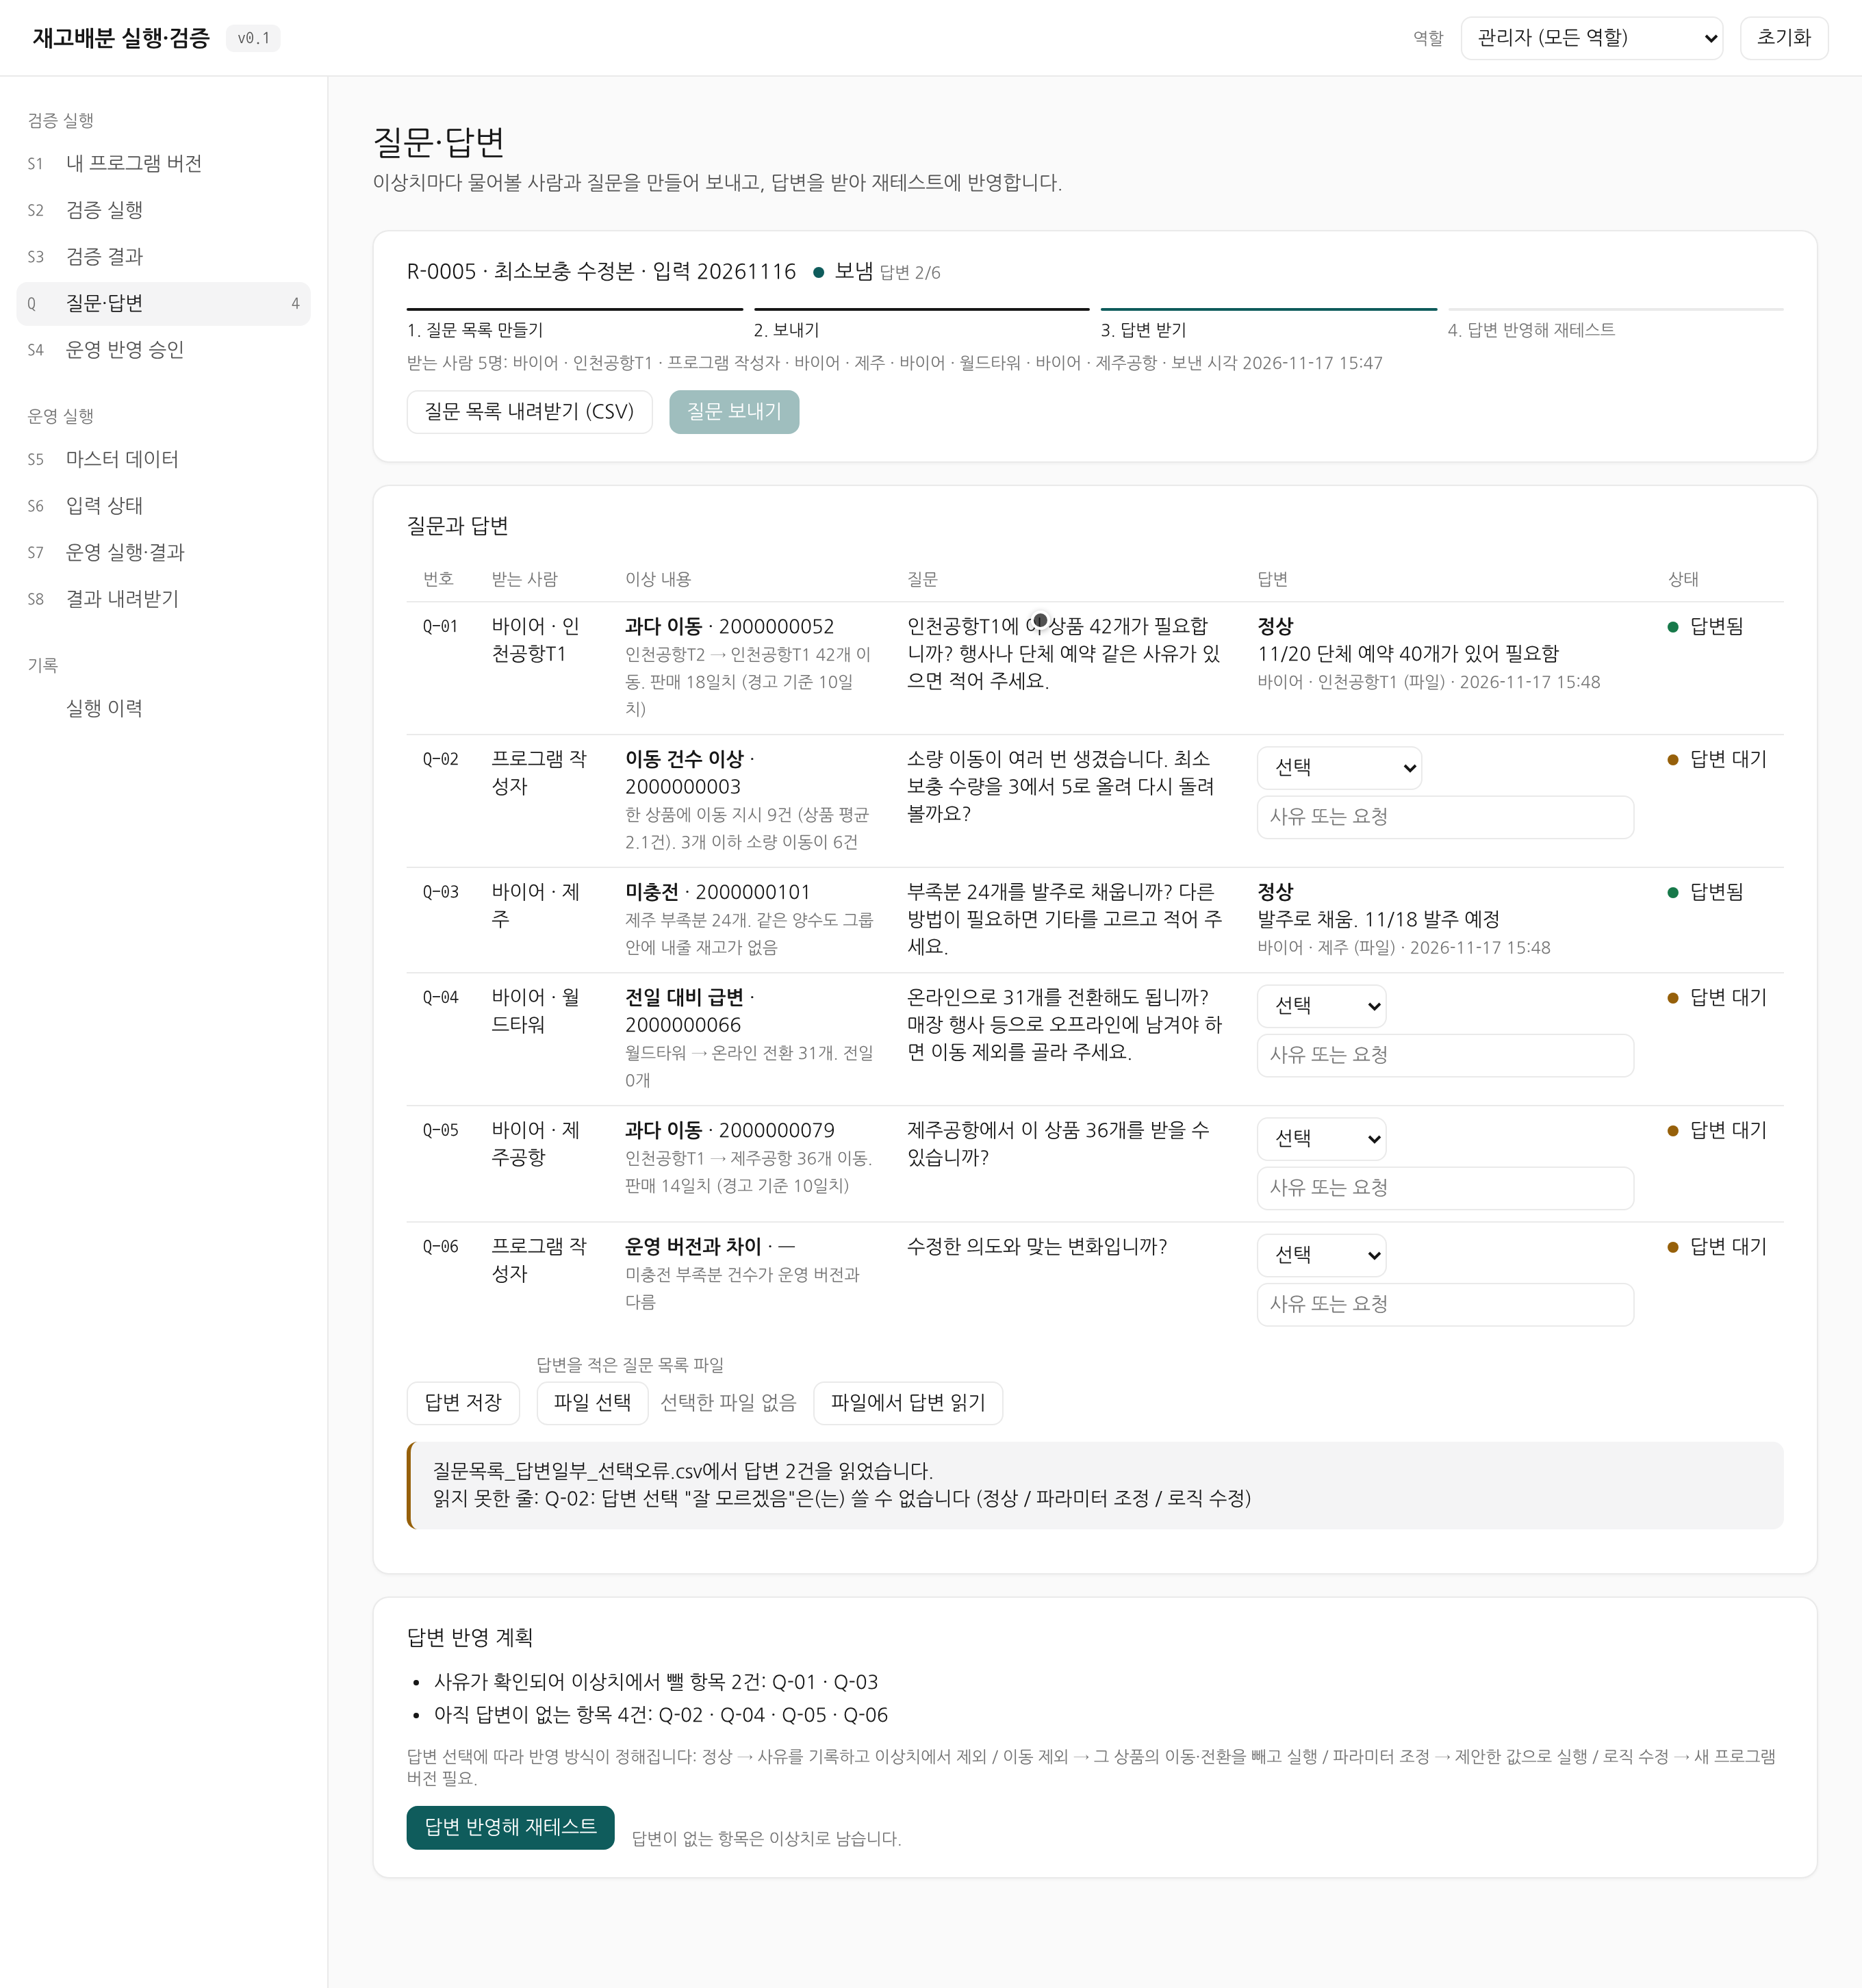 재고배분 실행·검증 v0.1
역할 관리자 (모든 역할) 초기화
검증 실행
S1 내 프로그램 버전
S2 검증 실행
S3 검증 결과
Q 질문·답변 4
S4 운영 반영 승인
운영 실행
S5 마스터 데이터
S6 입력 상태
S7 운영 실행·결과
S8 결과 내려받기
기록
실행 이력
질문·답변
이상치마다 물어볼 사람과 질문을 만들어 보내고, 답변을 받아 재테스트에 반영합니다.
R-0005 · 최소보충 수정본 · 입력 20261116 보냄 답변 2/6
1. 질문 목록 만들기
2. 보내기
3. 답변 받기
4. 답변 반영해 재테스트
받는 사람 5명: 바이어 · 인천공항T1 · 프로그램 작성자 · 바이어 · 제주 · 바이어 · 월드타워 · 바이어 · 제주공항 · 보낸 시각 2026-11-17 15:47
질문 목록 내려받기 (CSV) 질문 보내기
질문과 답변
번호 받는 사람 이상 내용 질문 답변 상태
Q-01
바이어 · 인
천공항T1
과다 이동 · 2000000052
인천공항T2 → 인천공항T1 42개 이
동. 판매 18일치 (경고 기준 10일
치)
인천공항T1에 이 상품 42개가 필요합
니까? 행사나 단체 예약 같은 사유가 있
으면 적어 주세요.
정상
11/20 단체 예약 40개가 있어 필요함
바이어 · 인천공항T1 (파일) · 2026-11-17 15:48
답변됨
Q-02
프로그램 작
성자
이동 건수 이상 ·
2000000003
한 상품에 이동 지시 9건 (상품 평균
2.1건). 3개 이하 소량 이동이 6건
소량 이동이 여러 번 생겼습니다. 최소
보충 수량을 3에서 5로 올려 다시 돌려
볼까요?
선택
사유 또는 요청
답변 대기
Q-03
바이어 · 제
주
미충전 · 2000000101
제주 부족분 24개. 같은 양수도 그룹
안에 내줄 재고가 없음
부족분 24개를 발주로 채웁니까? 다른
방법이 필요하면 기타를 고르고 적어 주
세요.
정상
발주로 채움. 11/18 발주 예정
바이어 · 제주 (파일) · 2026-11-17 15:48
답변됨
Q-04
바이어 · 월
드타워
전일 대비 급변 ·
2000000066
월드타워 → 온라인 전환 31개. 전일
0개
온라인으로 31개를 전환해도 됩니까?
매장 행사 등으로 오프라인에 남겨야 하
면 이동 제외를 골라 주세요.
선택
사유 또는 요청
답변 대기
Q-05
바이어 · 제
주공항
과다 이동 · 2000000079
인천공항T1 → 제주공항 36개 이동.
판매 14일치 (경고 기준 10일치)
제주공항에서 이 상품 36개를 받을 수
있습니까?
선택
사유 또는 요청
답변 대기
Q-06
프로그램 작
성자
운영 버전과 차이 · —
미충전 부족분 건수가 운영 버전과
다름
수정한 의도와 맞는 변화입니까?
선택
사유 또는 요청
답변 대기
답변을 적은 질문 목록 파일
답변 저장 파일 선택 선택한 파일 없음 파일에서 답변 읽기
질문목록_답변일부_선택오류.csv에서 답변 2건을 읽었습니다.
읽지 못한 줄: Q-02: 답변 선택 "잘 모르겠음"은(는) 쓸 수 없습니다 (정상 / 파라미터 조정 / 로직 수정)
답변 반영 계획
• 사유가 확인되어 이상치에서 뺄 항목 2건: Q-01 · Q-03
• 아직 답변이 없는 항목 4건: Q-02 · Q-04 · Q-05 · Q-06
답변 선택에 따라 반영 방식이 정해집니다: 정상 → 사유를 기록하고 이상치에서 제외 / 이동 제외 → 그 상품의 이동·전환을 빼고 실행 / 파라미터 조정 → 제안한 값으로 실행 / 로직 수정 → 새 프로그램
버전 필요.
답변 반영해 재테스트 답변이 없는 항목은 이상치로 남습니다.